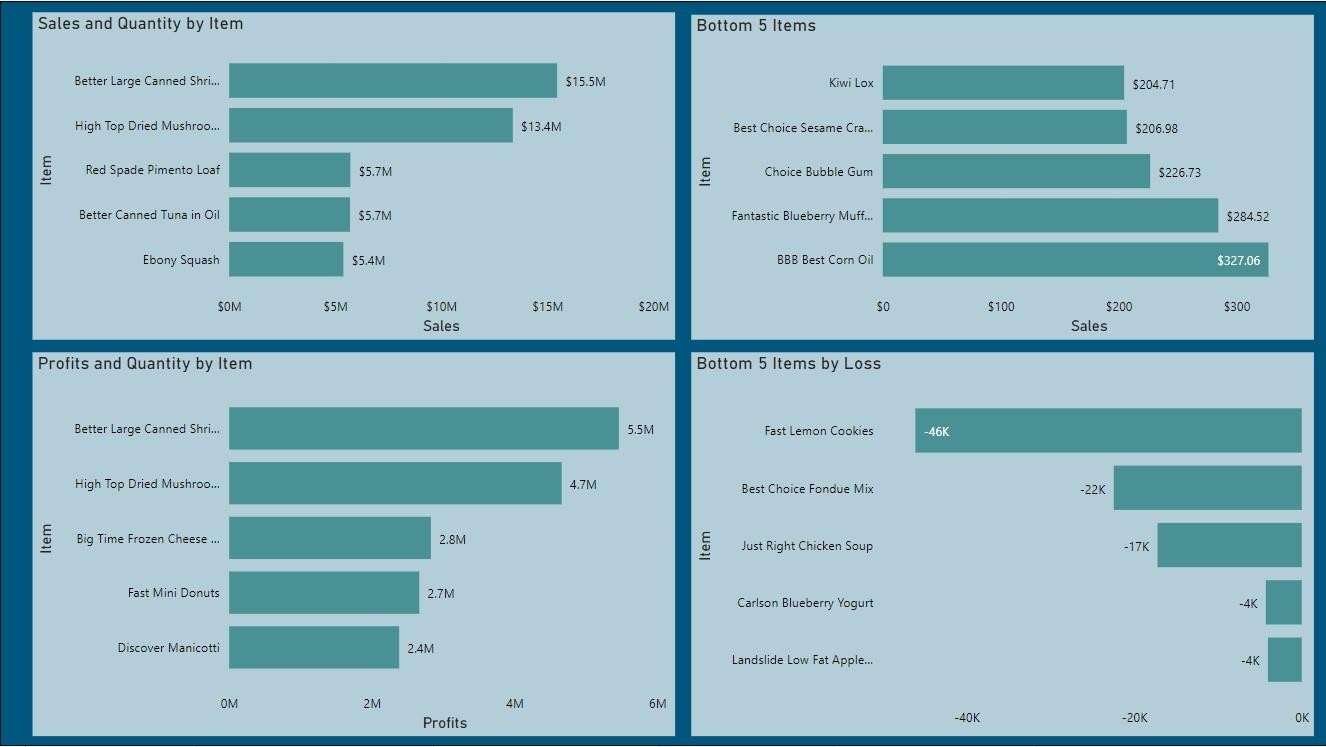 Sales and Quantity by Item
Item
Better Large Canned Shri... $15.5M
High Top Dried Mushroo... $13.4M
Red Spade Pimento Loaf $5.7M
Better Canned Tuna in Oil $5.7M
Ebony Squash $5.4M
$0M $5M $10M $15M $20M
Sales
Bottom 5 Items
Item
Kiwi Lox $204.71
Best Choice Sesame Cra... $206.98
Choice Bubble Gum $226.73
Fantastic Blueberry Muff... $284.52
BBB Best Corn Oil $327.06
$0 $100 $200 $300
Sales
Profits and Quantity by Item
Item
Better Large Canned Shri... 5.5M
High Top Dried Mushroo... 4.7M
Big Time Frozen Cheese ... 2.8M
Fast Mini Donuts 2.7M
Discover Manicotti 2.4M
0M 2M 4M 6M
Profits
Bottom 5 Items by Loss
Item
Fast Lemon Cookies -46K
Best Choice Fondue Mix -22K
Just Right Chicken Soup -17K
Carlson Blueberry Yogurt -4K
Landslide Low Fat Apple... -4K
-40K -20K 0K